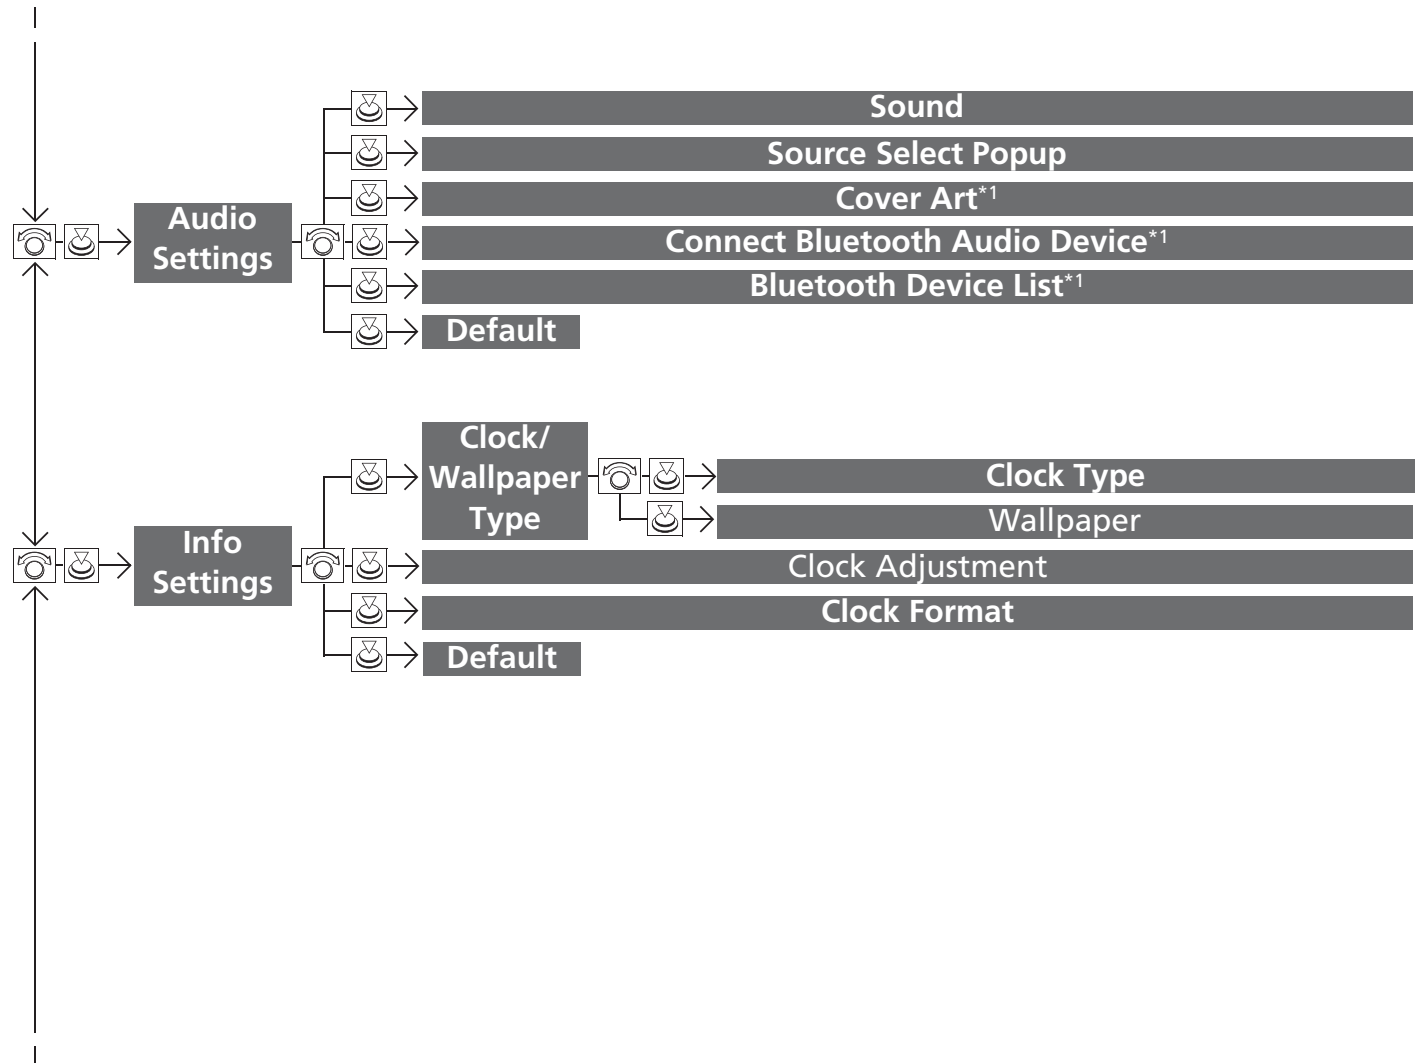 Sound
Source Select Popup
Cover Art*1
Audio
Settings
Connect Bluetooth Audio Device*1
Bluetooth Device List*1
Default
Clock/
Wallpaper
Type
Clock Type
Wallpaper
Info
Settings
Clock Adjustment
Clock Format
Default